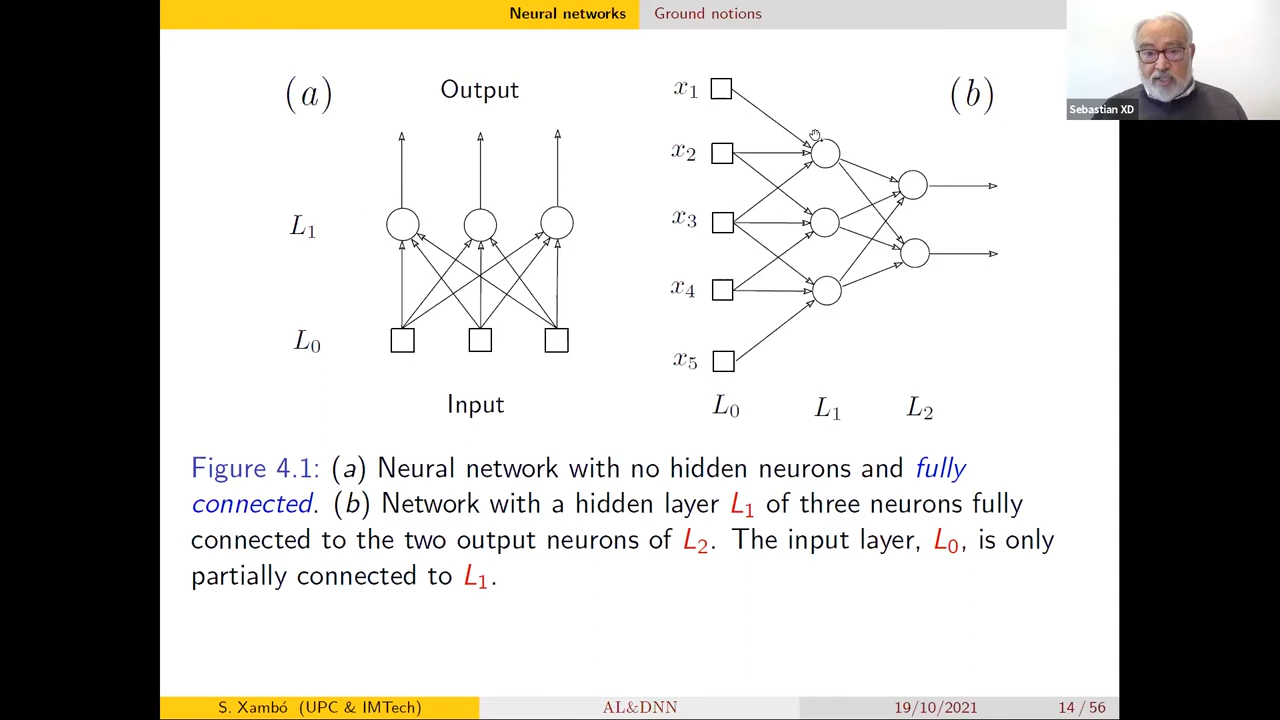 Neural networks Ground notions
Sebastian XD
(a)
Output
L₁
L₀
Input
(b)
x₁
x₂
x₃
x₄
x₅
L₀ L₁ L₂
Figure 4.1: (a) Neural network with no hidden neurons and fully
connected. (b) Network with a hidden layer L₁ of three neurons fully
connected to the two output neurons of L₂. The input layer, L₀, is only
partially connected to L₁.
S. Xambó (UPC & IMTech) AL&DNN 19/10/2021 14 / 56